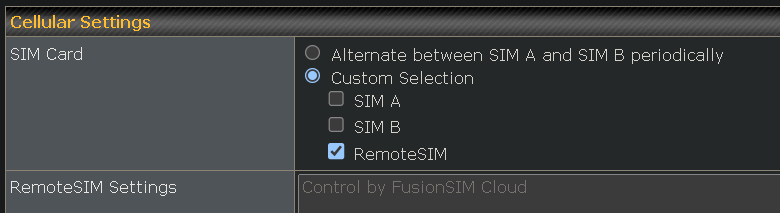 Cellular Settings
SIM Card
Alternate between SIM A and SIM B periodically
Custom Selection
SIM A
SIM B
RemoteSIM
RemoteSIM Settings
Control by FusionSIM Cloud